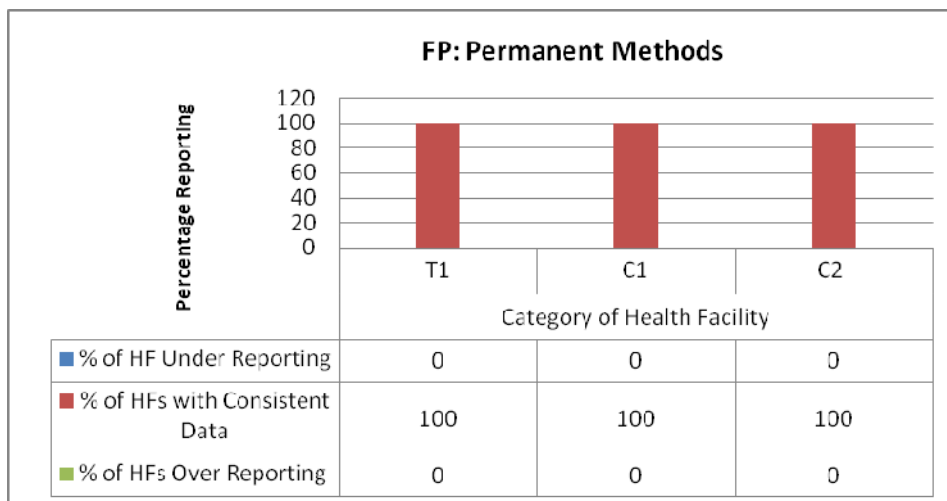 FP: Permanent Methods
Percentage Reporting
120
100
80
60
40
20
0
T1 C1 C2
Category of Health Facility
% of HF Under Reporting 0 0 0
% of HFs with Consistent
Data 100 100 100
% of HFs Over Reporting 0 0 0